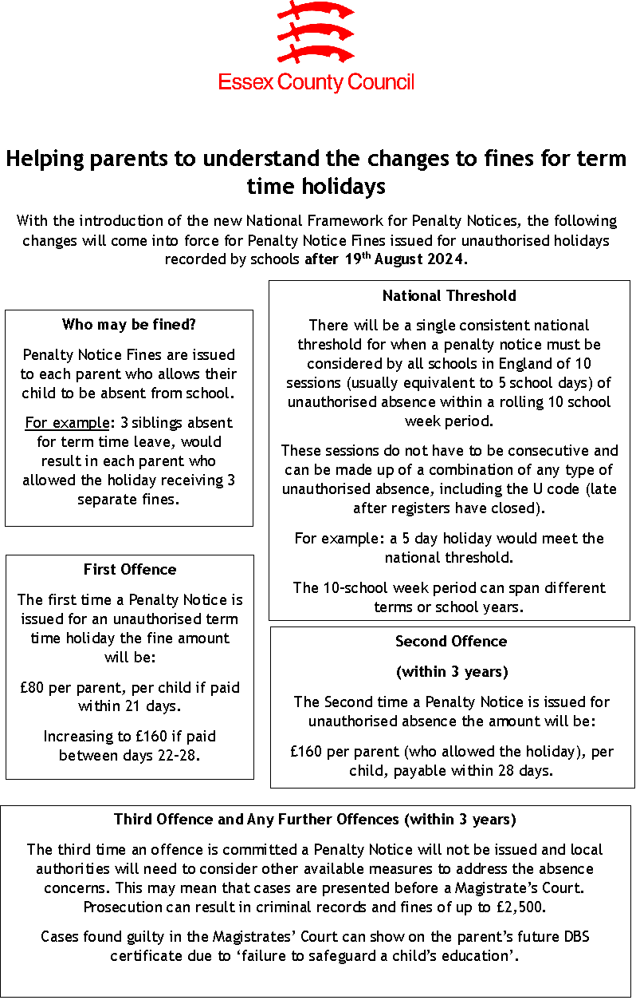 Essex County Council
Helping parents to understand the changes to fines for term
time holidays
With the introduction of the new National Framework for Penalty Notices, the following
changes will come into force for Penalty Notice Fines issued for unauthorised holidays
recorded by schools after 19th August 2024.
Who may be fined?
Penalty Notice Fines are issued
to each parent who allows their
child to be absent from school.
For example: 3 siblings absent
for term time leave, would
result in each parent who
allowed the holiday receiving 3
separate fines.
National Threshold
There will be a single consistent national
threshold for when a penalty notice must be
considered by all schools in England of 10
sessions (usually equivalent to 5 school days) of
unauthorised absence within a rolling 10 school
week period.
These sessions do not have to be consecutive and
can be made up of a combination of any type of
unauthorised absence, including the U code (late
after registers have closed).
For example: a 5 day holiday would meet the
national threshold.
The 10-school week period can span different
terms or school years.
First Offence
The first time a Penalty Notice is
issued for an unauthorised term
time holiday the fine amount
will be:
£80 per parent, per child if paid
within 21 days.
Increasing to £160 if paid
between days 22-28.
Second Offence
(within 3 years)
The Second time a Penalty Notice is issued for
unauthorised absence the amount will be:
£160 per parent (who allowed the holiday), per
child, payable within 28 days.
Third Offence and Any Further Offences (within 3 years)
The third time an offence is committed a Penalty Notice will not be issued and local
authorities will need to consider other available measures to address the absence
concerns. This may mean that cases are presented before a Magistrate's Court.
Prosecution can result in criminal records and fines of up to £2,500.
Cases found guilty in the Magistrates' Court can show on the parent's future DBS
certificate due to 'failure to safeguard a child's education'.